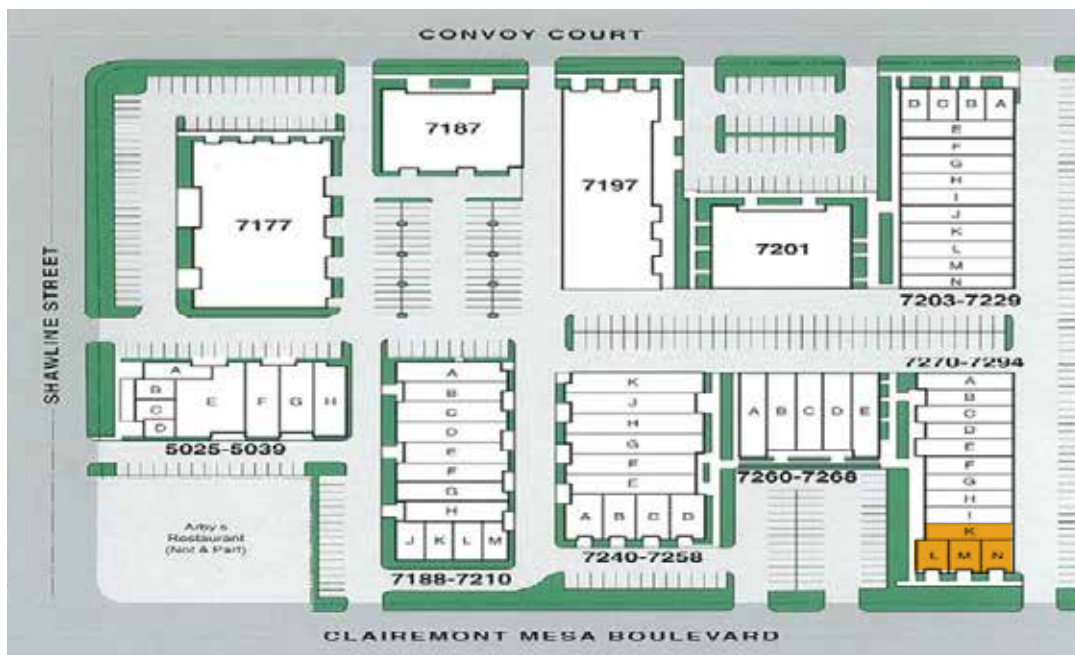 CONVOY COURT
SHAWLINE STREET
7187
7177
7197
7201
D C B A
E
F
G
H
I
J
K
L
M
N
7203-7229
A
B
C
D
E F G H
5025-5039
A
B
C
D
E
F
G
H
J K L M
7188-7210
K
J
H
G
F
E
A B C D
7240-7258
A B C D E
7260-7268
7270-7294
A
B
C
D
E
F
G
H
I
K
L M N
Arby's
Restaurant
(Not A Part)
CLAIREMONT MESA BOULEVARD